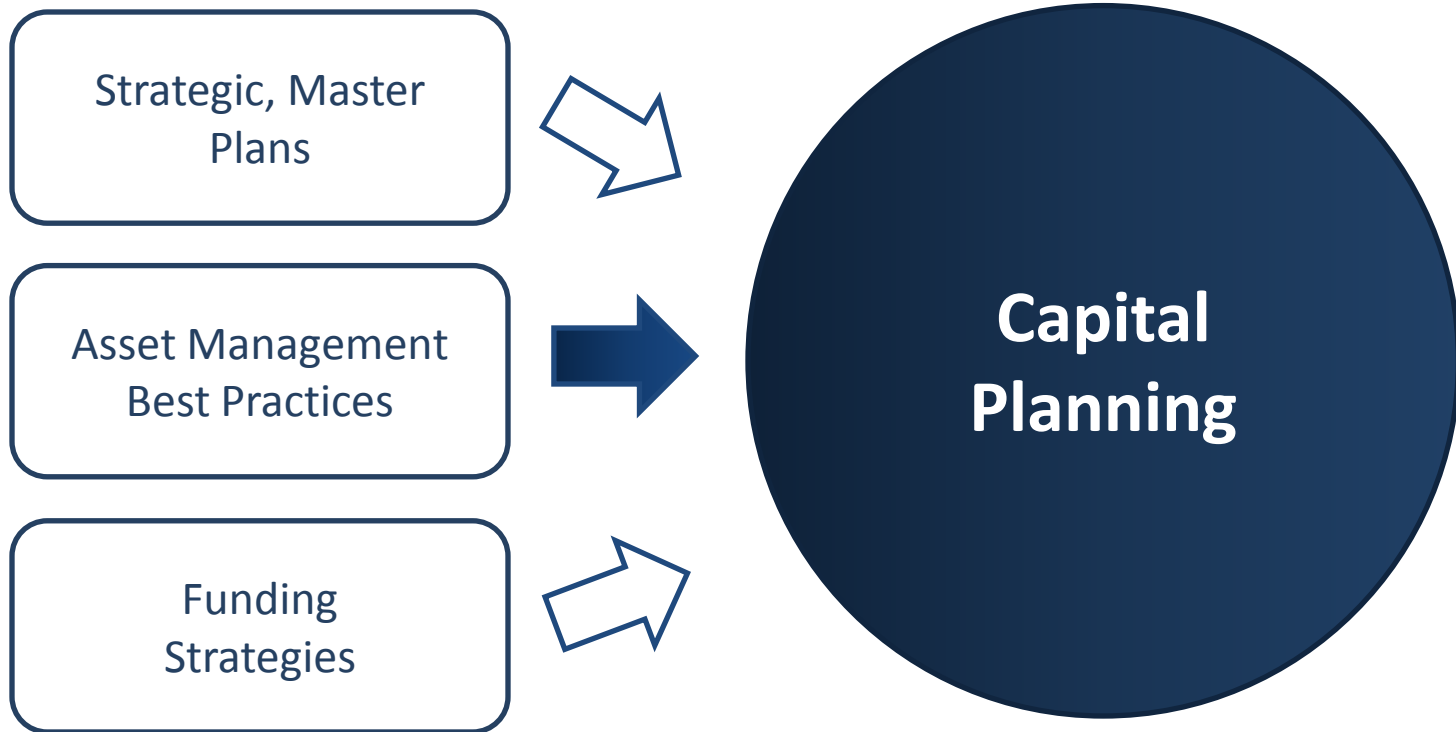 Strategic, Master
Plans
Asset Management
Best Practices
Funding
Strategies
Capital
Planning